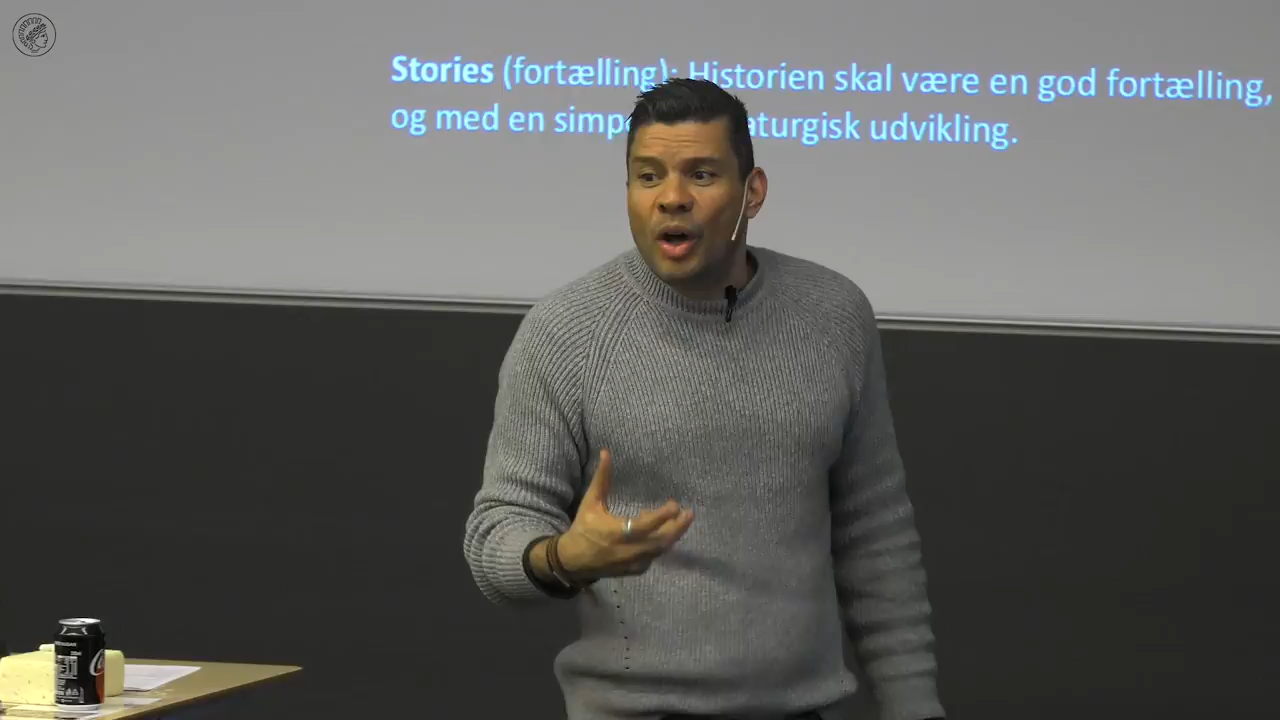 Stories (fortælling): Historien skal være en god fortælling,
og med en simp aturgisk udvikling.